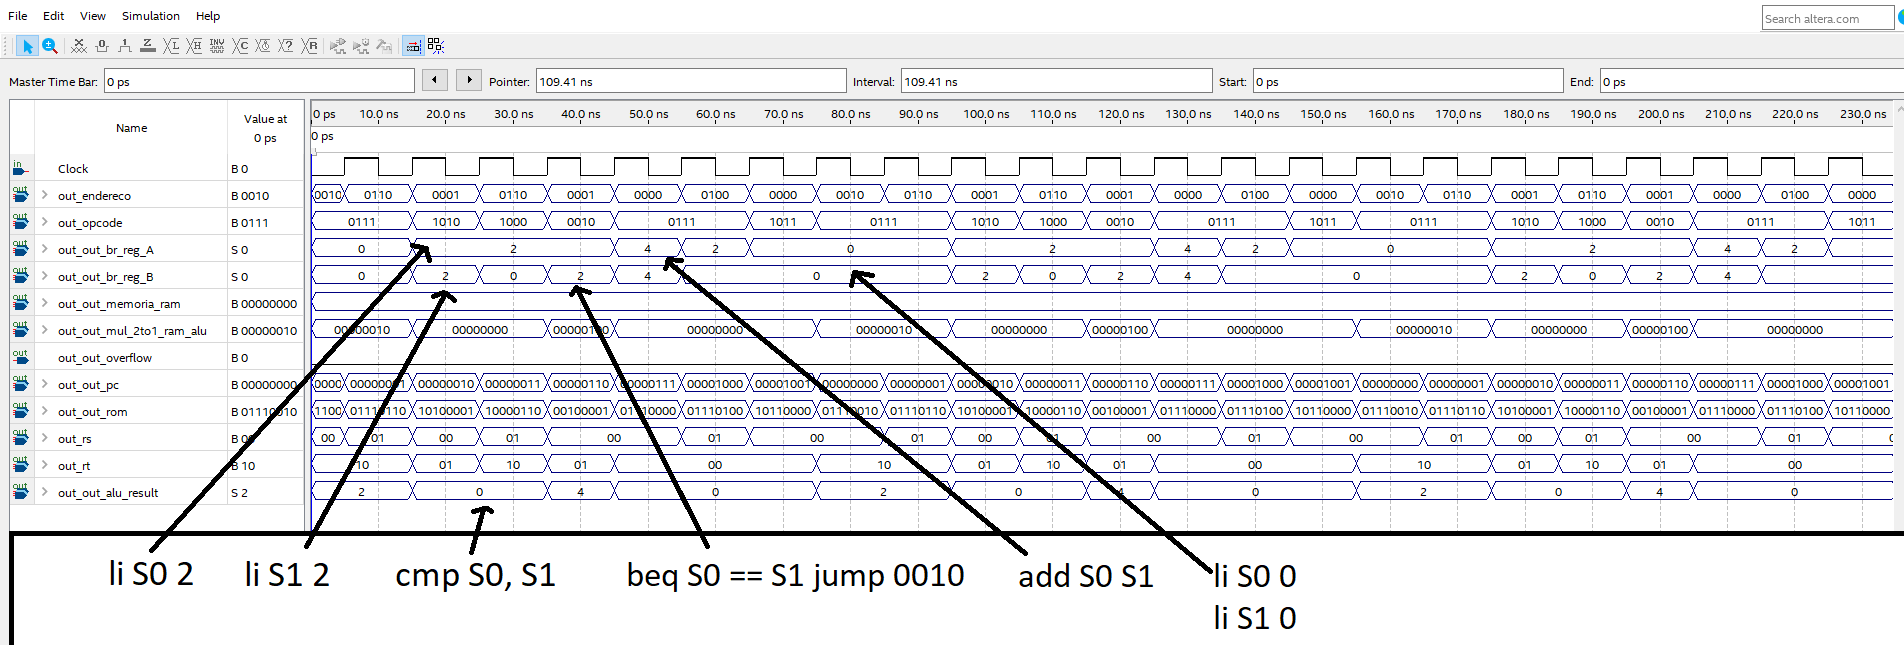 File Edit View Simulation Help
Search altera.com
Master Time Bar: 0 ps Pointer: 109.41 ns Interval: 109.41 ns Start: 0 ps End: 0 ps
Name Value at 0 ps 0 ps 10.0 ns 20.0 ns 30.0 ns 40.0 ns 50.0 ns 60.0 ns 70.0 ns 80.0 ns 90.0 ns 100.0 ns 110.0 ns 120.0 ns 130.0 ns 140.0 ns 150.0 ns 160.0 ns 170.0 ns 180.0 ns 190.0 ns 200.0 ns 210.0 ns 220.0 ns 230.0 ns
0 ps
Clock B 0
out_endereco B 0010 0010 0110 0001 0110 0001 0000 0100 0000 0010 0110 0001 0110 0001 0000 0100 0000 0010 0110 0001 0110 0001 0000 0100 0000
out_opcode B 0111 0111 1010 1000 0010 0111 1011 0111 1010 1000 0010 0111 1011 0111 1010 1000 0010 0111 1011
out_out_br_reg_A S 0 0 2 4 2 0 2 4 2 0 2 4 2
out_out_br_reg_B S 0 0 2 0 2 4 0 2 0 2 4 0 2 0 2 4
out_out_memoria_ram B 00000000
out_out_mul_2to1_ram_alu B 00000010 00000010 00000000 00000100 00000000 00000010 00000000 00000100 00000000 00000010 00000000 00000100 00000000
out_out_overflow B 0
out_out_pc B 00000000 0000 00000001 00000010 00000011 00000110 00000111 00001000 00001001 00000000 00000001 00000010 00000011 00000110 00000111 00001000 00001001 00000000 00000001 00000010 00000011 00000110 00000111 00001000 00001001
out_out_rom B 01110010 1100 01110110 10100001 10000110 00100001 01110000 01110100 10110000 01110010 01110110 10100001 10000110 00100001 01110000 01110100 10110000 01110010 01110110 10100001 10000110 00100001 01110000 01110100 10110000
out_rs B 00 00 01 00 01 00 01 00 01 00 01 00 01 00 01 00 01 00 01
out_rt B 10 10 01 10 01 00 10 01 10 01 00 10 01 10 01 00
out_out_alu_result S 2 2 0 4 0 2 0 4 0 2 0 4 0
li S0 2 li S1 2 cmp S0, S1 beq S0 == S1 jump 0010 add S0 S1 li S0 0
li S1 0